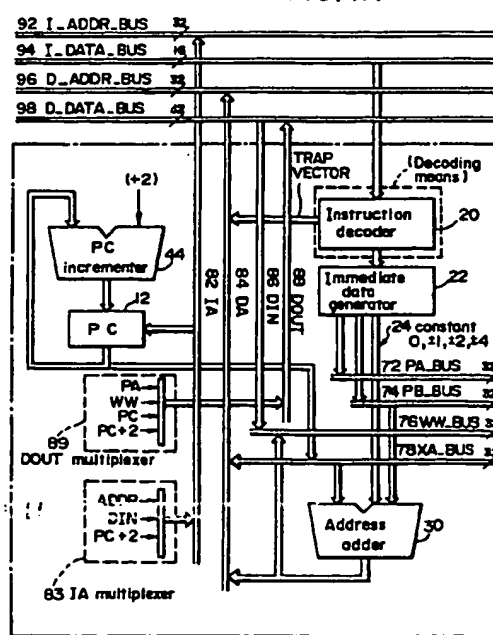 92 I_ADDR_BUS 32
94 I_DATA_BUS 16
96 D_ADDR_BUS 32
98 D_DATA_BUS
TRAP VECTOR
(Decoding means)
Instruction decoder
20
(+2)
PC incrementer
44
12
PC
82 IA
84 DA
86 DIN
88 DOUT
Immediate data generator
22
24 constant
0, ±1, ±2, ±4
72 PA_BUS
74 PB_BUS
76 WW_BUS
78 XA_BUS
PA
WW
PC
PC+2
89
DOUT multiplexer
ADDR
DIN
PC+2
83 IA multiplexer
Address adder
30